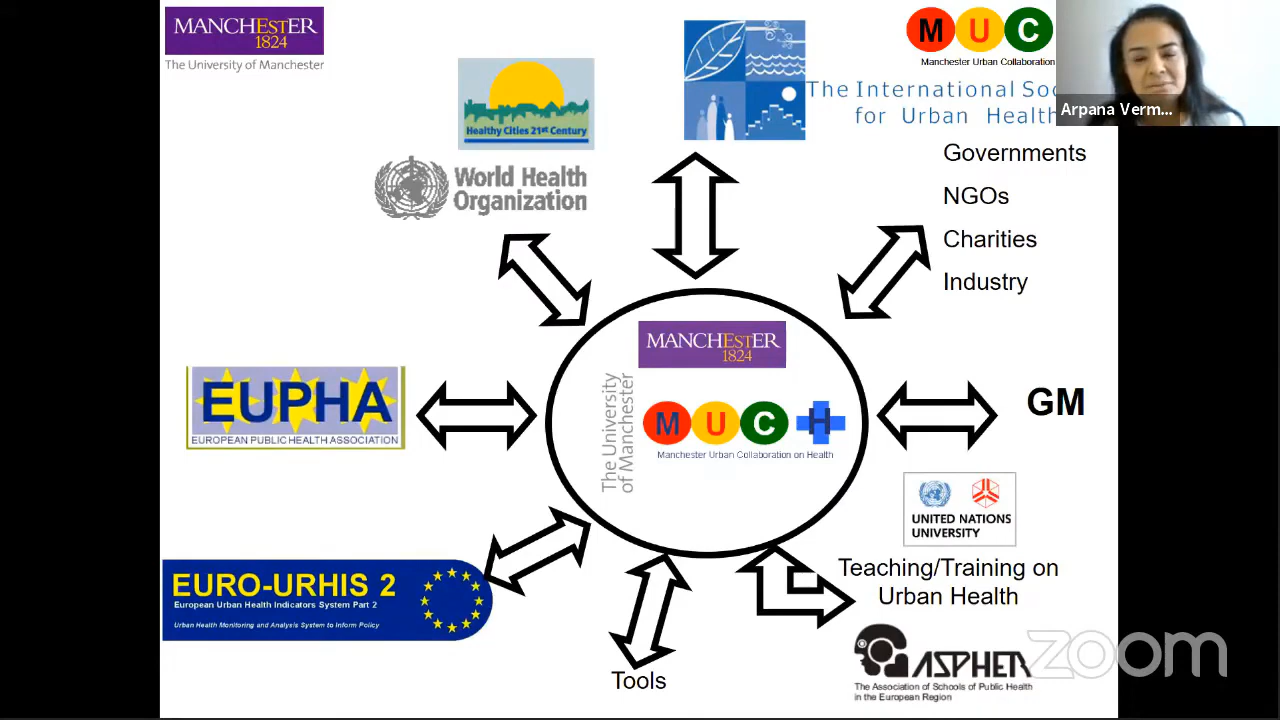 MANCHESTER
1824
The University of Manchester
Healthy Cities 21st Century
World Health
Organization
M U C
Manchester Urban Collaboration
The International Soc
for Urban Health
Arpana Verm...
Governments
NGOs
Charities
Industry
MANCHESTER
1824
The University
of Manchester
M U C H
Manchester Urban Collaboration on Health
EUPHA
EUROPEAN PUBLIC HEALTH ASSOCIATION
GM
UNITED NATIONS
UNIVERSITY
Teaching/Training on
Urban Health
EURO-URHIS 2
European Urban Health Indicators System Part 2
Urban Health Monitoring and Analysis System to Inform Policy
Tools
ASPHER
The Association of Schools of Public Health
in the European Region
zoom